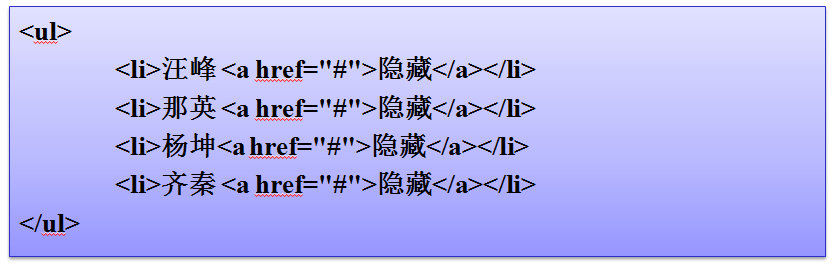 <ul>
<li>汪峰 <a href="#">隐藏</a></li>
<li>那英 <a href="#">隐藏</a></li>
<li>杨坤<a href="#">隐藏</a></li>
<li>齐秦 <a href="#">隐藏</a></li>
</ul>